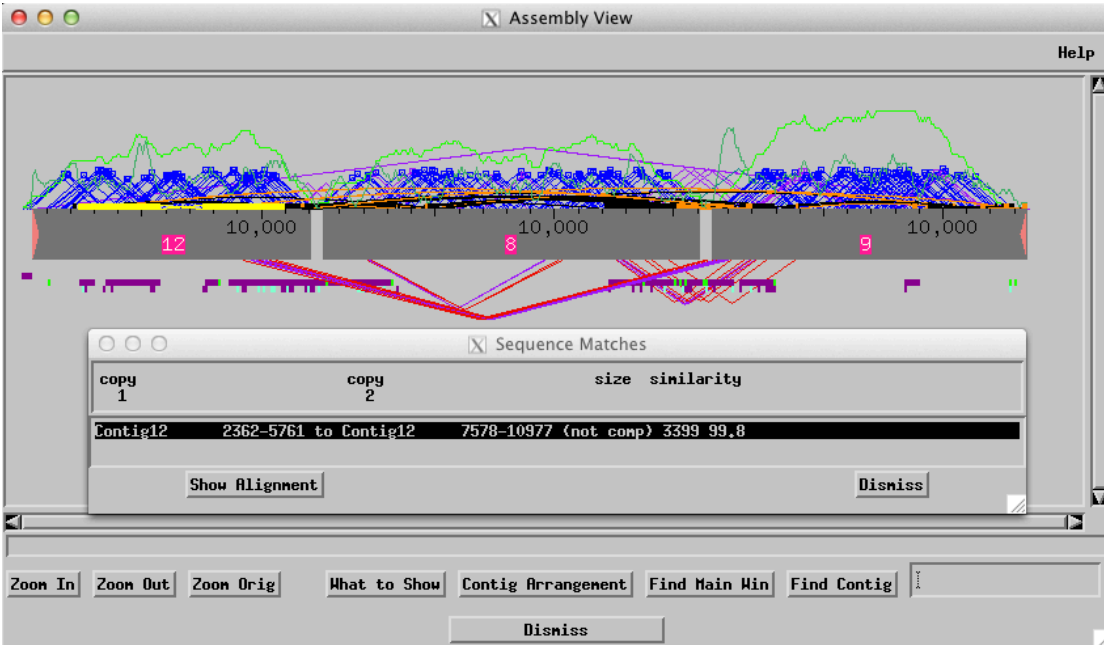 Assembly View
Help
10,000 10,000 10,000
12 8 9
Sequence Matches
copy copy size similarity
1 2
Contig12 2362-5761 to Contig12 7578-10977 (not comp) 3399 99.8
Show Alignment Dismiss
Zoom In Zoom Out Zoom Orig What to Show Contig Arrangement Find Main Win Find Contig
Dismiss